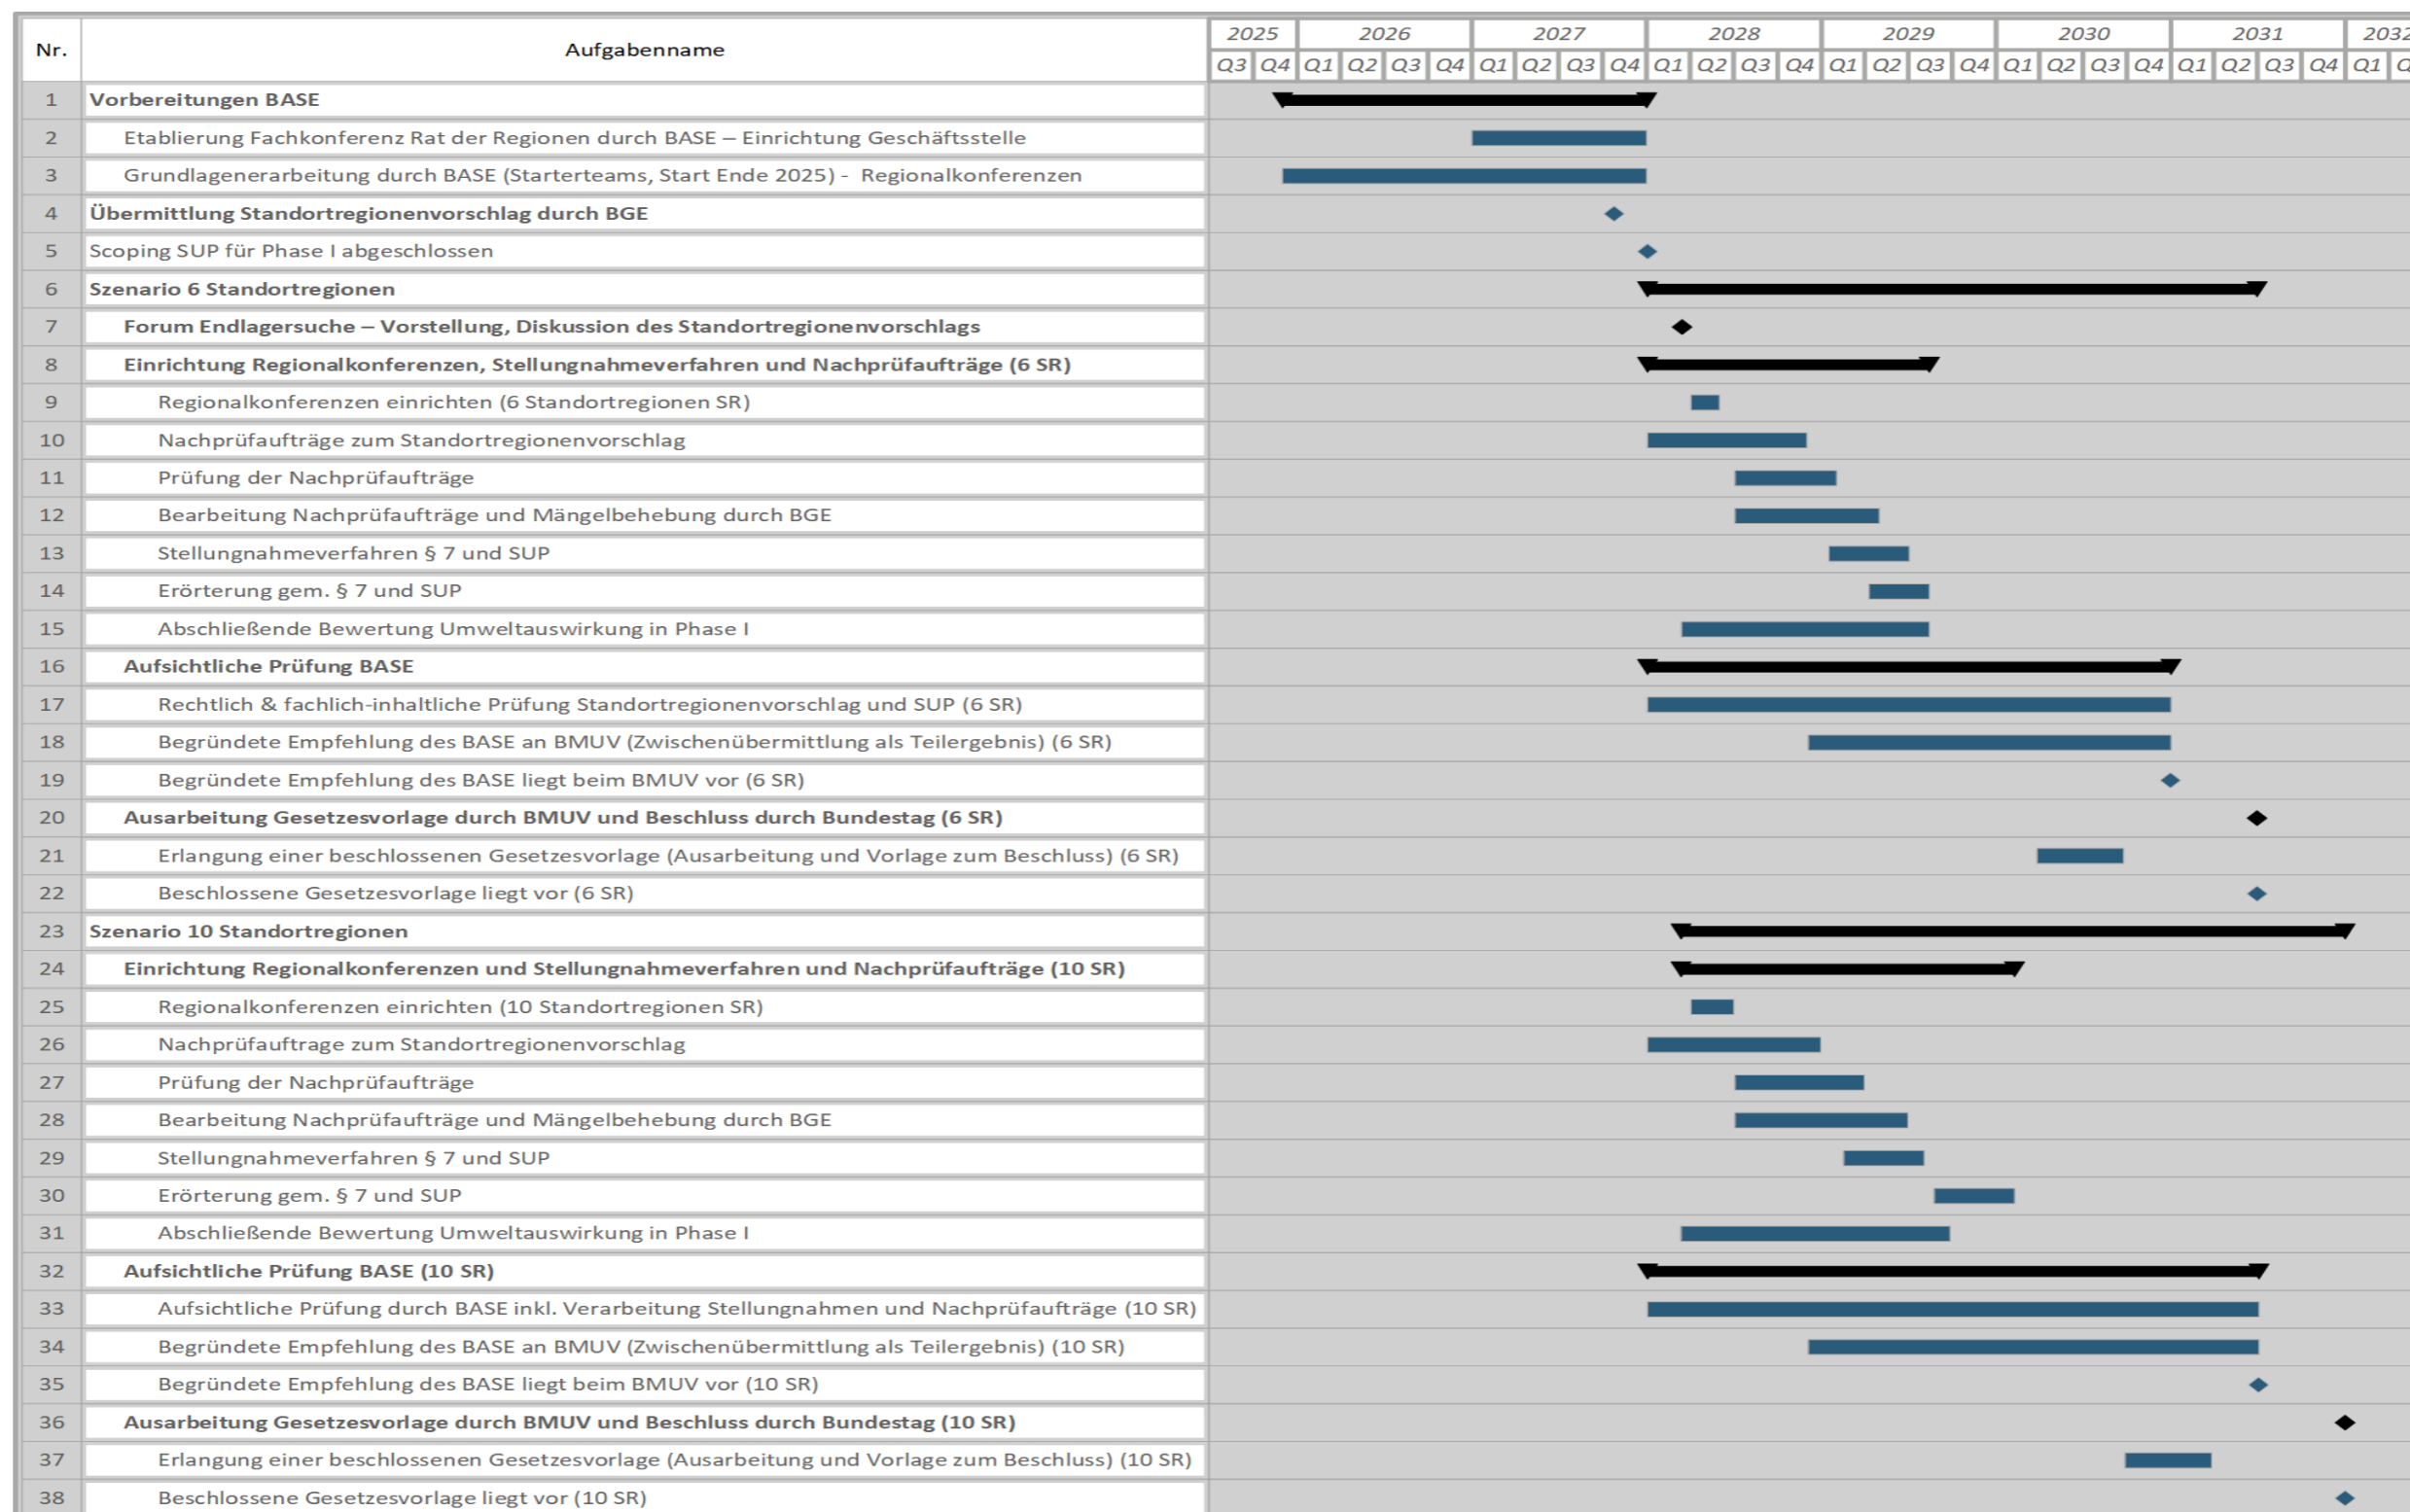 Nr. Aufgabenname 2025 2026 2027 2028 2029 2030 2031 2032
Q3 Q4 Q1 Q2 Q3 Q4 Q1 Q2 Q3 Q4 Q1 Q2 Q3 Q4 Q1 Q2 Q3 Q4 Q1 Q2 Q3 Q4 Q1 Q2 Q3 Q4 Q1
1 Vorbereitungen BASE
2 Etablierung Fachkonferenz Rat der Regionen durch BASE – Einrichtung Geschäftsstelle
3 Grundlagenerarbeitung durch BASE (Starterteams, Start Ende 2025) - Regionalkonferenzen
4 Übermittlung Standortregionenvorschlag durch BGE
5 Scoping SUP für Phase I abgeschlossen
6 Szenario 6 Standortregionen
7 Forum Endlagersuche – Vorstellung, Diskussion des Standortregionenvorschlags
8 Einrichtung Regionalkonferenzen, Stellungnahmeverfahren und Nachprüfaufträge (6 SR)
9 Regionalkonferenzen einrichten (6 Standortregionen SR)
10 Nachprüfaufträge zum Standortregionenvorschlag
11 Prüfung der Nachprüfaufträge
12 Bearbeitung Nachprüfaufträge und Mängelbehebung durch BGE
13 Stellungnahmeverfahren § 7 und SUP
14 Erörterung gem. § 7 und SUP
15 Abschließende Bewertung Umweltauswirkung in Phase I
16 Aufsichtliche Prüfung BASE
17 Rechtlich & fachlich-inhaltliche Prüfung Standortregionenvorschlag und SUP (6 SR)
18 Begründete Empfehlung des BASE an BMUV (Zwischenübermittlung als Teilergebnis) (6 SR)
19 Begründete Empfehlung des BASE liegt beim BMUV vor (6 SR)
20 Ausarbeitung Gesetzesvorlage durch BMUV und Beschluss durch Bundestag (6 SR)
21 Erlangung einer beschlossenen Gesetzesvorlage (Ausarbeitung und Vorlage zum Beschluss) (6 SR)
22 Beschlossene Gesetzesvorlage liegt vor (6 SR)
23 Szenario 10 Standortregionen
24 Einrichtung Regionalkonferenzen und Stellungnahmeverfahren und Nachprüfaufträge (10 SR)
25 Regionalkonferenzen einrichten (10 Standortregionen SR)
26 Nachprüfauftrage zum Standortregionenvorschlag
27 Prüfung der Nachprüfaufträge
28 Bearbeitung Nachprüfaufträge und Mängelbehebung durch BGE
29 Stellungnahmeverfahren § 7 und SUP
30 Erörterung gem. § 7 und SUP
31 Abschließende Bewertung Umweltauswirkung in Phase I
32 Aufsichtliche Prüfung BASE (10 SR)
33 Aufsichtliche Prüfung durch BASE inkl. Verarbeitung Stellungnahmen und Nachprüfaufträge (10 SR)
34 Begründete Empfehlung des BASE an BMUV (Zwischenübermittlung als Teilergebnis) (10 SR)
35 Begründete Empfehlung des BASE liegt beim BMUV vor (10 SR)
36 Ausarbeitung Gesetzesvorlage durch BMUV und Beschluss durch Bundestag (10 SR)
37 Erlangung einer beschlossenen Gesetzesvorlage (Ausarbeitung und Vorlage zum Beschluss) (10 SR)
38 Beschlossene Gesetzesvorlage liegt vor (10 SR)